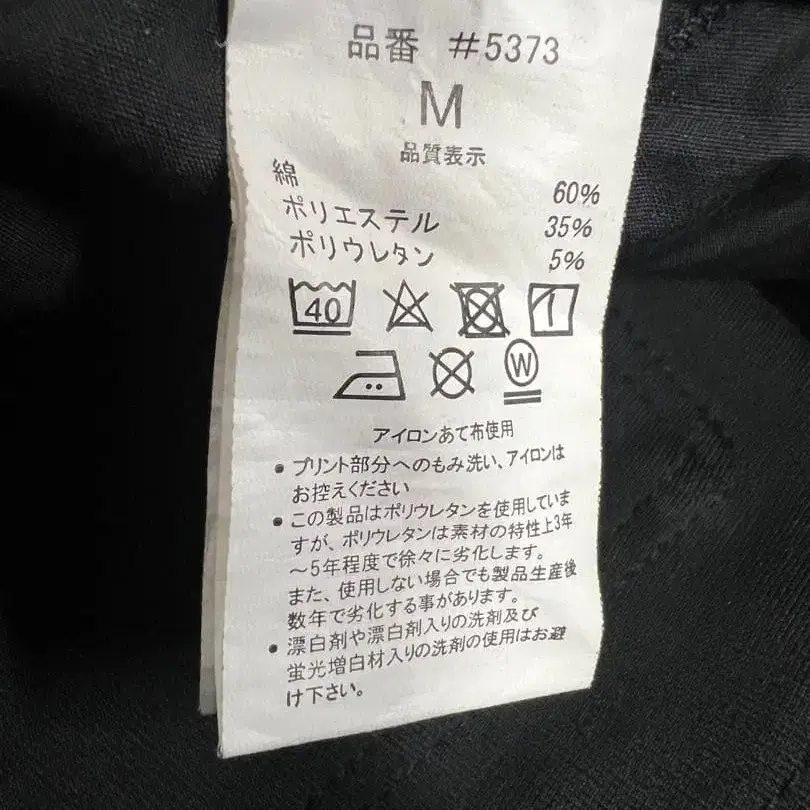 品番 #5373
M
品質表示
綿 60%
ポリエステル 35%
ポリウレタン 5%
40
W
アイロンあて布使用
●プリント部分へのもみ洗い、アイロンは
お控えください
●この製品はポリウレタンを使用していま
すが、ポリウレタンは素材の特性上3年
～5年程度で徐々に劣化します。
また、使用しない場合でも製品生産後
数年で劣化する事があります。
●漂白剤や漂白剤入りの洗剤及び
蛍光増白材入りの洗剤の使用はお避
け下さい。